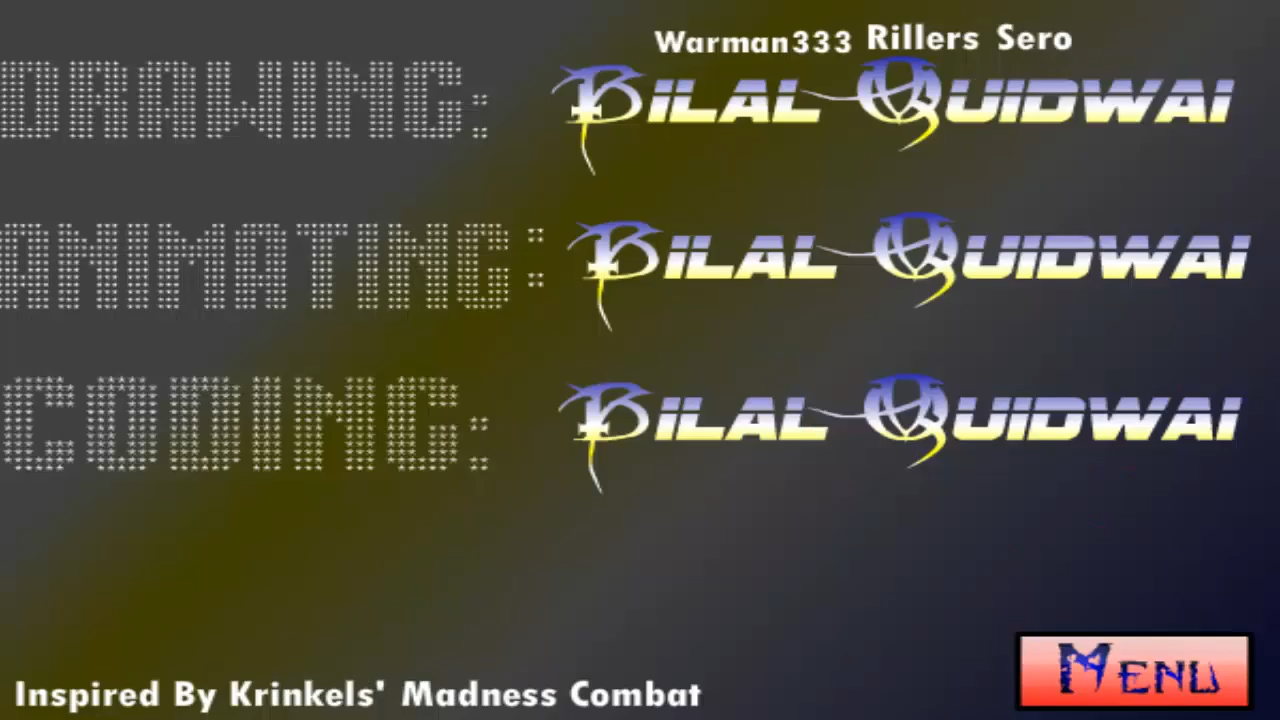 Warman333 Rillers Sero
DRAWING: BILAL QUIDWAI
ANIMATING: BILAL QUIDWAI
CODING: BILAL QUIDWAI
MENU
Inspired By Krinkels' Madness Combat